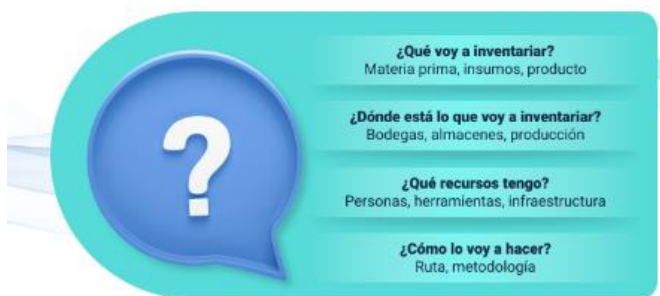 ¿Qué voy a inventariar?
Materia prima, insumos, producto
¿Dónde está lo que voy a inventariar?
Bodegas, almacenes, producción
¿Qué recursos tengo?
Personas, herramientas, infraestructura
¿Cómo lo voy a hacer?
Ruta, metodología